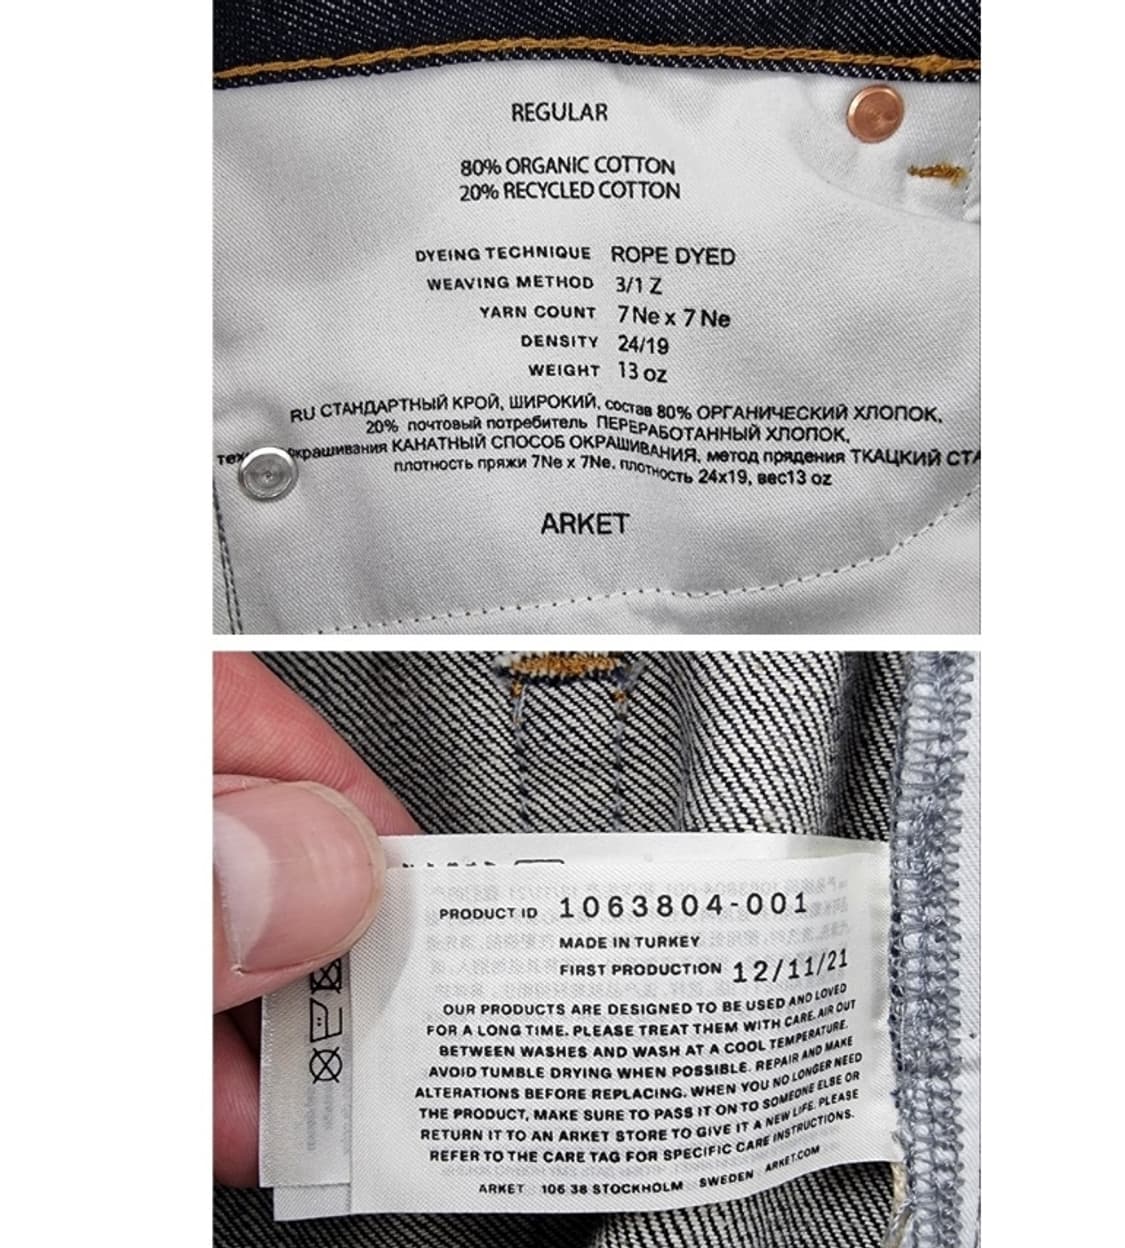 REGULAR
80% ORGANIC COTTON
20% RECYCLED COTTON
DYEING TECHNIQUE ROPE DYED
WEAVING METHOD 3/1 Z
YARN COUNT 7 Ne x 7 Ne
DENSITY 24/19
WEIGHT 13 oz
RU СТАНДАРТНЫЙ КРОЙ, ШИРОКИЙ, состав 80% ОРГАНИЧЕСКИЙ ХЛОПОК,
20% почтовый потребитель ПЕРЕРАБОТАННЫЙ ХЛОПОК,
окрашивания КАНАТНЫЙ СПОСОБ ОКРАШИВАНИЯ, метод прядения ТКАЦКИЙ
плотность пряжи 7Ne x 7Ne, плотность 24x19, вес13 oz
ARKET
PRODUCT ID 1063804-001
MADE IN TURKEY
FIRST PRODUCTION 12/11/21
OUR PRODUCTS ARE DESIGNED TO BE USED AND LOVED
FOR A LONG TIME. PLEASE TREAT THEM WITH CARE. AIR OUT
BETWEEN WASHES AND WASH AT A COOL TEMPERATURE.
AVOID TUMBLE DRYING WHEN POSSIBLE. REPAIR AND MAKE
ALTERATIONS BEFORE REPLACING. WHEN YOU NO LONGER NEED
THE PRODUCT, MAKE SURE TO PASS IT ON TO SOMEONE ELSE OR
RETURN IT TO AN ARKET STORE TO GIVE IT A NEW LIFE. PLEASE
REFER TO THE CARE TAG FOR SPECIFIC CARE INSTRUCTIONS.
ARKET 106 38 STOCKHOLM SWEDEN ARKET.COM